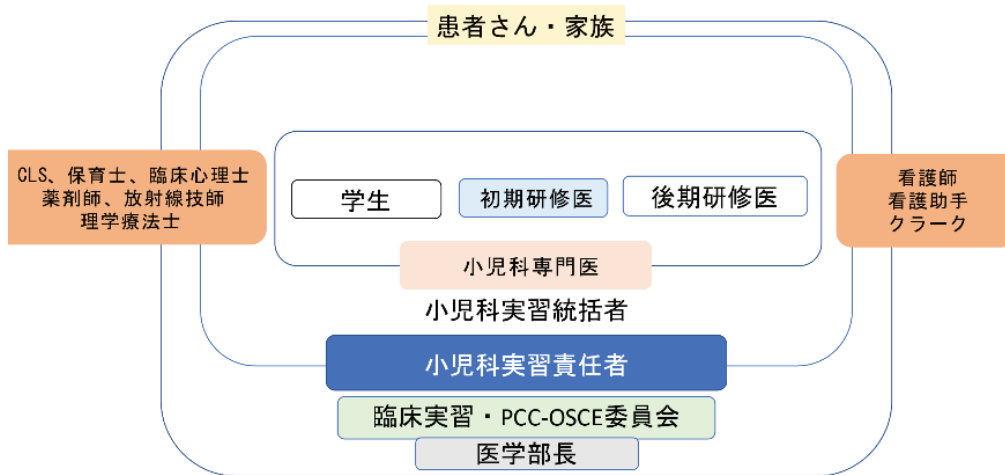 患者さん・家族
CLS、保育士、臨床心理士
薬剤師、放射線技師
理学療法士
学生
初期研修医
後期研修医
看護師
看護助手
クラーク
小児科専門医
小児科実習統括者
小児科実習責任者
臨床実習・PCC-OSCE委員会
医学部長